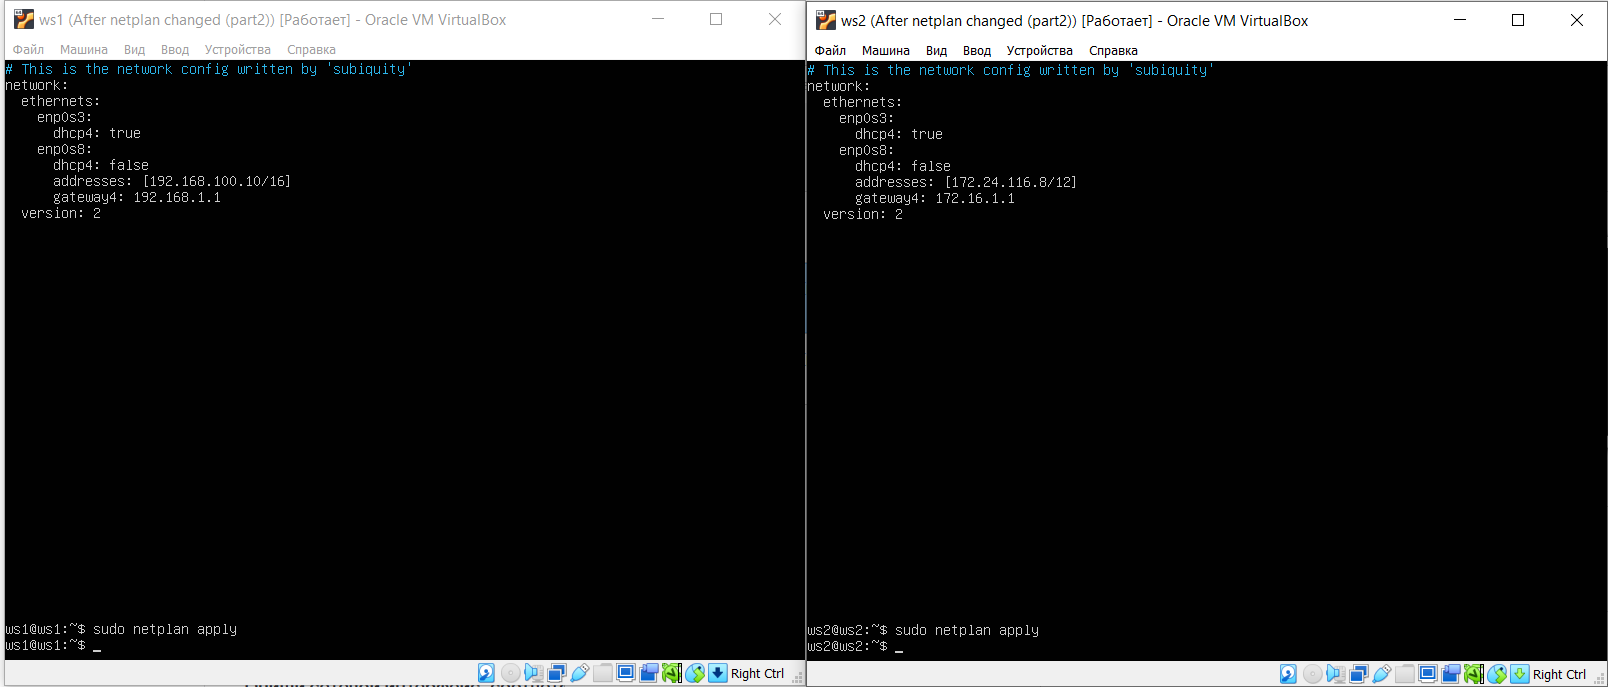 ws1 (After netplan changed (part2)) [Работает] - Oracle VM VirtualBox
Файл Машина Вид Ввод Устройства Справка
# This is the network config written by 'subiquity'
network:
  ethernets:
    enp0s3:
      dhcp4: true
    enp0s8:
      dhcp4: false
      addresses: [192.168.100.10/16]
      gateway4: 192.168.1.1
  version: 2
ws1@ws1:~$ sudo netplan apply
ws1@ws1:~$ _
Right Ctrl
ws2 (After netplan changed (part2)) [Работает] - Oracle VM VirtualBox
Файл Машина Вид Ввод Устройства Справка
# This is the network config written by 'subiquity'
network:
  ethernets:
    enp0s3:
      dhcp4: true
    enp0s8:
      dhcp4: false
      addresses: [172.24.116.8/12]
      gateway4: 172.16.1.1
  version: 2
ws2@ws2:~$ sudo netplan apply
ws2@ws2:~$ _
Right Ctrl